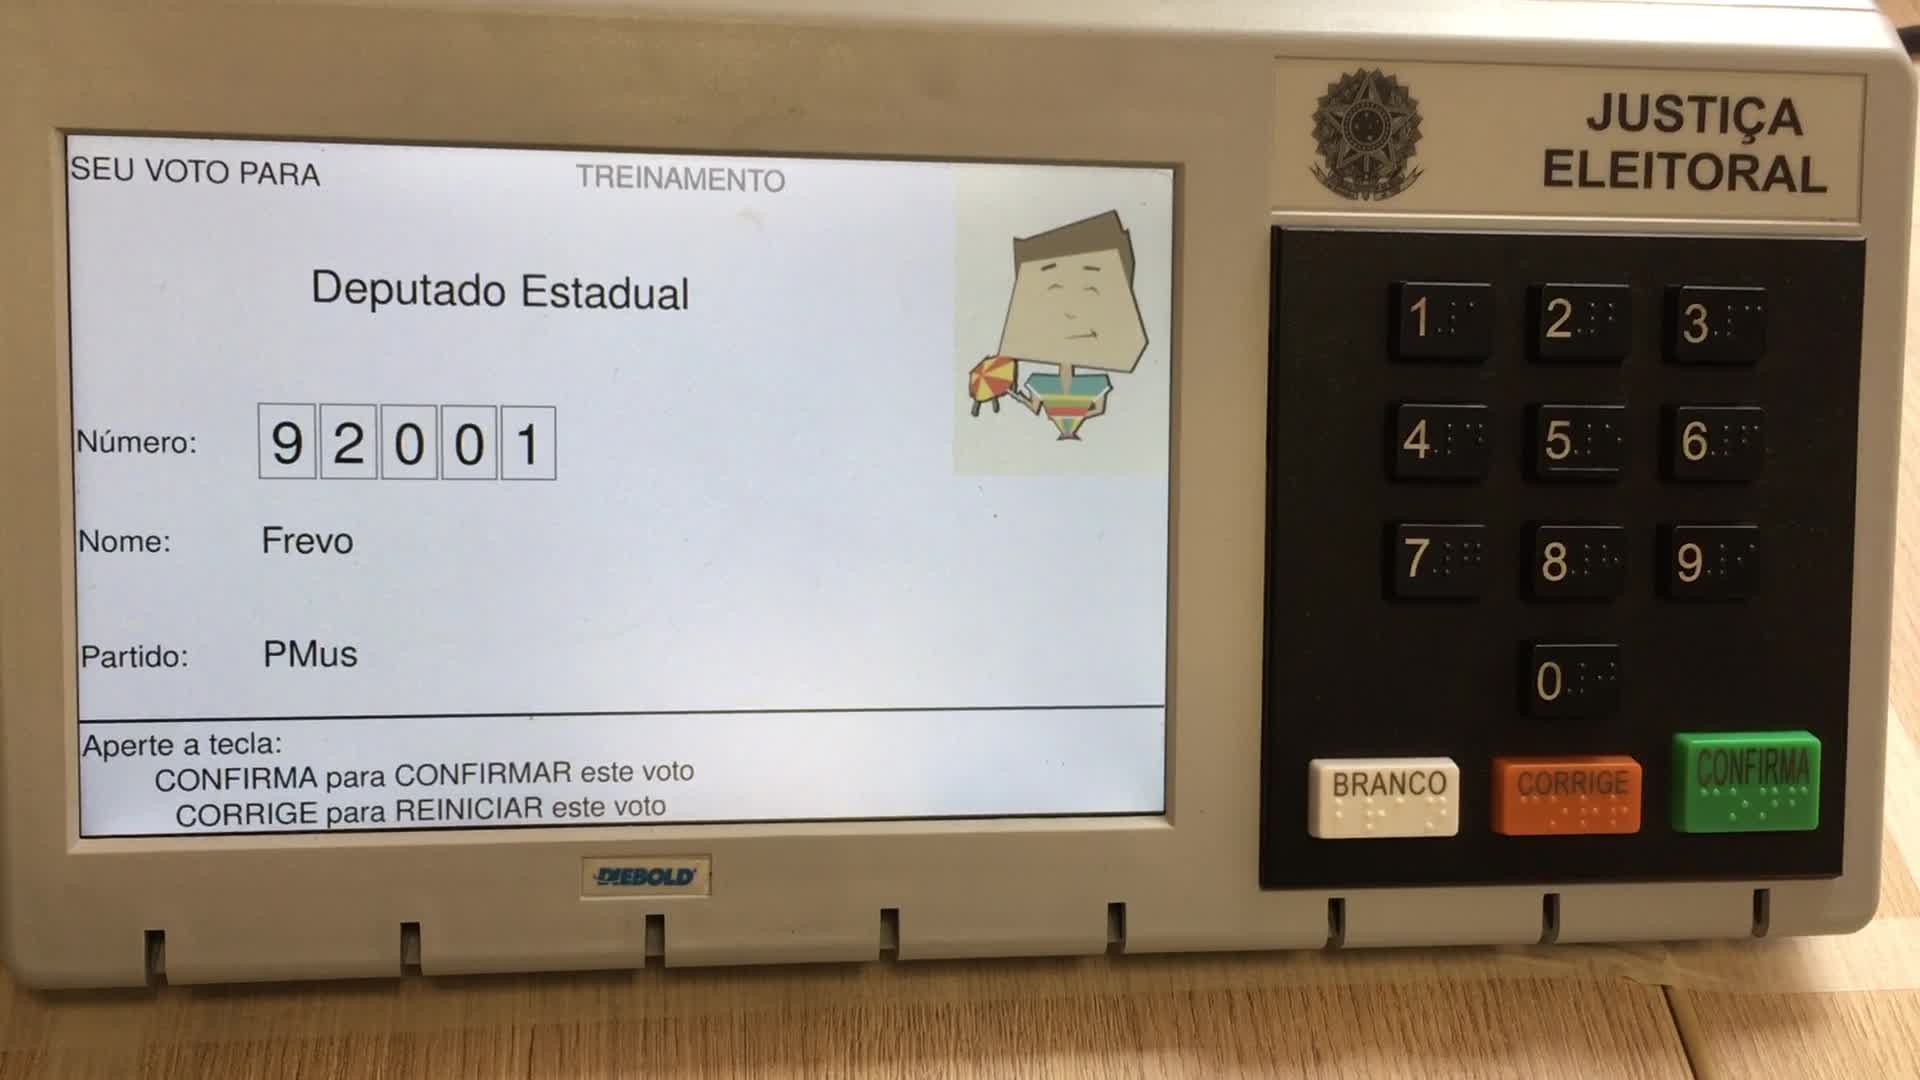 SEU VOTO PARA
TREINAMENTO
Deputado Estadual
Número: 9 2 0 0 1
Nome: Frevo
Partido: PMus
Aperte a tecla:
CONFIRMA para CONFIRMAR este voto
CORRIGE para REINICIAR este voto
DIEBOLD
JUSTIÇA
ELEITORAL
1 2 3
4 5 6
7 8 9
0
BRANCO CORRIGE CONFIRMA